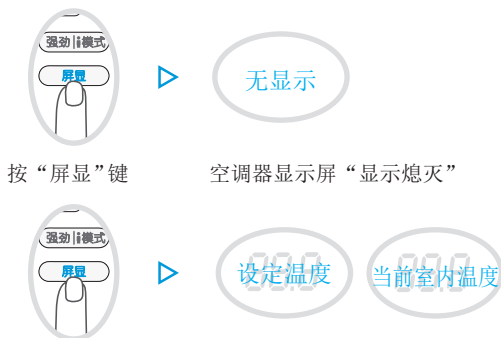 强劲|i模式
屏显
无显示
按“屏显”键
空调器显示屏“显示熄灭”
强劲|i模式
屏显
设定温度
当前室内温度